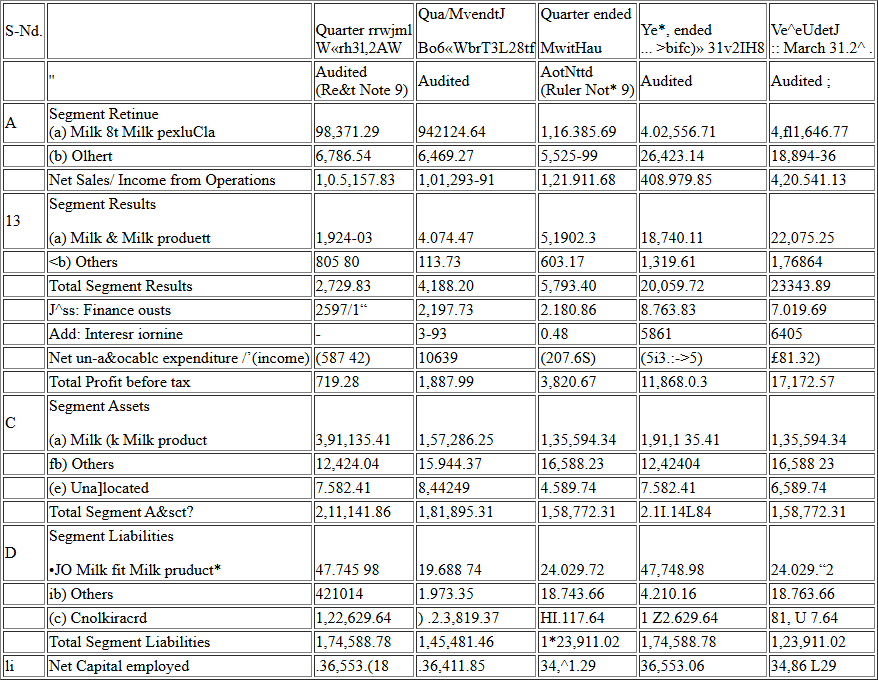 S-Nd. Quarter rrwjml W«rh3l,2AW Qua/MvendtJ Bo6«WbrT3L28tf Quarter ended MwitHau Ye*, ended ... >bifc)» 31v2IH8 Ve^eUdetJ :: March 31.2^ .
" Audited (Re&t Note 9) Audited AotNttd (Ruler Not* 9) Audited Audited ;
A Segment Retinue
(a) Milk 8t Milk pexluCla 98,371.29 942124.64 1,16.385.69 4.02,556.71 4,fl1,646.77
(b) Olhert 6,786.54 6,469.27 5,525-99 26,423.14 18,894-36
Net Sales/ Income from Operations 1,0.5,157.83 1,01,293-91 1,21.911.68 408.979.85 4,20.541.13
13 Segment Results
(a) Milk & Milk produett 1,924-03 4.074.47 5,1902.3 18,740.11 22,075.25
<b) Others 805 80 113.73 603.17 1,319.61 1,76864
Total Segment Results 2,729.83 4,188.20 5,793.40 20,059.72 23343.89
J^ss: Finance ousts 2597/1“ 2,197.73 2.180.86 8.763.83 7.019.69
Add: Interesr iornine - 3-93 0.48 5861 6405
Net un-a&ocablc expenditure /’(income) (587 42) 10639 (207.6S) (5i3.:->5) £81.32)
Total Profit before tax 719.28 1,887.99 3,820.67 11,868.0.3 17,172.57
C Segment Assets
(a) Milk (k Milk product 3,91,135.41 1,57,286.25 1,35,594.34 1,91,1 35.41 1,35,594.34
fb) Others 12,424.04 15.944.37 16,588.23 12,42404 16,588 23
(e) Una]located 7.582.41 8,44249 4.589.74 7.582.41 6,589.74
Total Segment A&sct? 2,11,141.86 1,81,895.31 1,58,772.31 2.1I.14L84 1,58,772.31
D Segment Liabilities
•JO Milk fit Milk pruduct* 47.745 98 19.688 74 24.029.72 47,748.98 24.029.“2
ib) Others 421014 1.973.35 18.743.66 4.210.16 18.763.66
(c) Cnolkiracrd 1,22,629.64 ) .2.3,819.37 HI.117.64 1 Z2.629.64 81, U 7.64
Total Segment Liabilities 1,74,588.78 1,45,481.46 1*23,911.02 1,74,588.78 1,23,911.02
li Net Capital employed .36,553.(18 .36,411.85 34,^1.29 36,553.06 34,86 L29